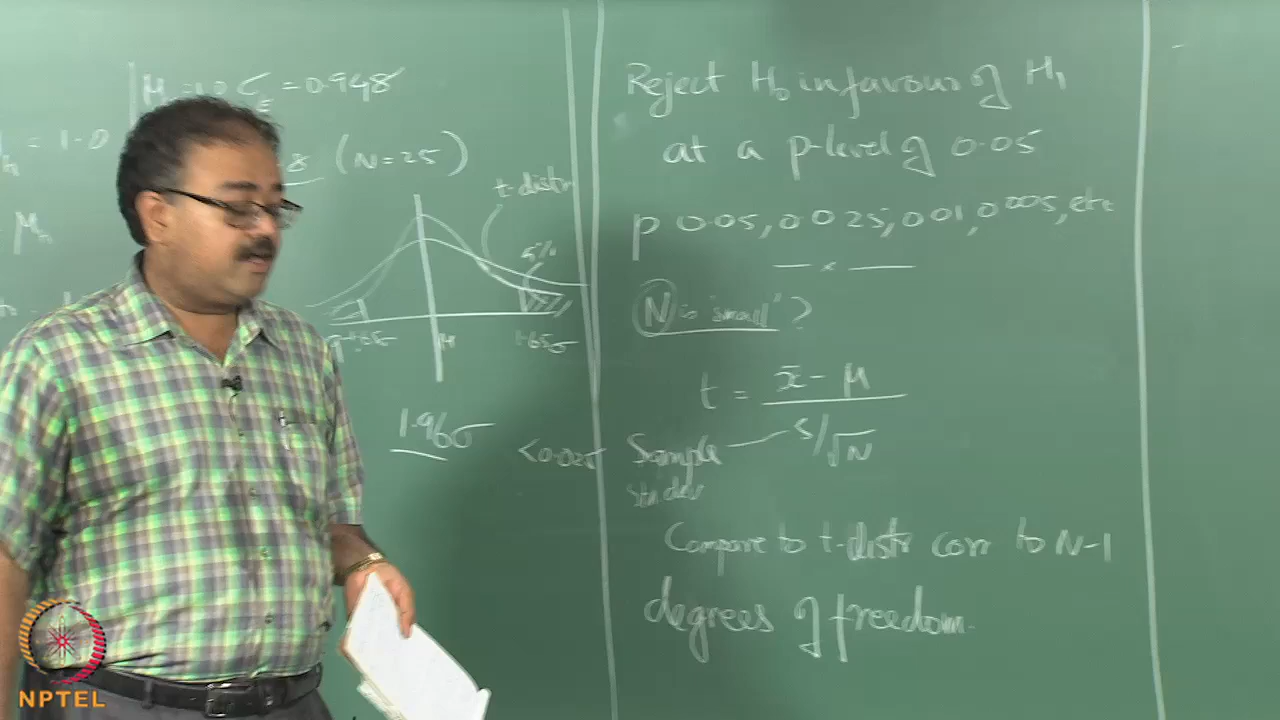 = 0.948
= 1.0
8 (N=25)
μₕ
t-distr
5%
μ
1.65σ
1.96σ
<0.025
Reject H₀ in favour of H₁
at a p-level of 0.05
p 0.05, 0.025, 0.01, 0.005, etc
— x —
N is "small"?
t = x̄ - μ
s/√N
Sample
Compare to t-distr corr to N-1
degrees of freedom.
NPTEL